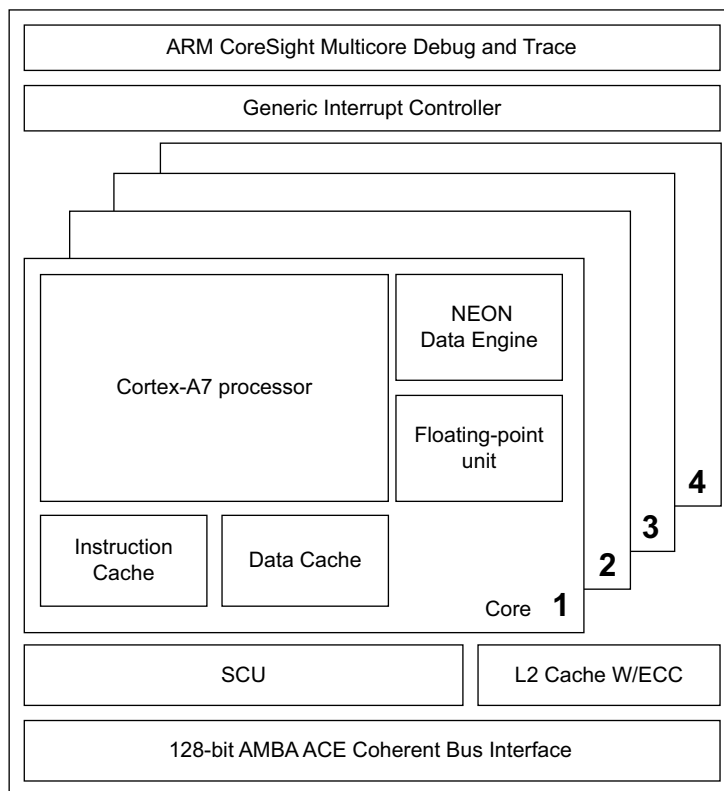 ARM CoreSight Multicore Debug and Trace
Generic Interrupt Controller
Cortex-A7 processor
NEON
Data Engine
Floating-point
unit
Instruction
Cache
Data Cache
Core 1
2
3
4
SCU
L2 Cache W/ECC
128-bit AMBA ACE Coherent Bus Interface